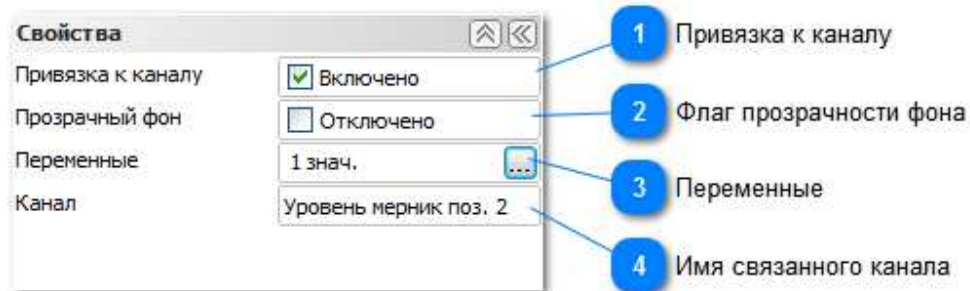 Свойства
1 Привязка к каналу
Привязка к каналу Включено
2 Флаг прозрачности фона
Прозрачный фон Отключено
Переменные 1 знач. ...
3 Переменные
Канал Уровень мерник поз. 2
4 Имя связанного канала